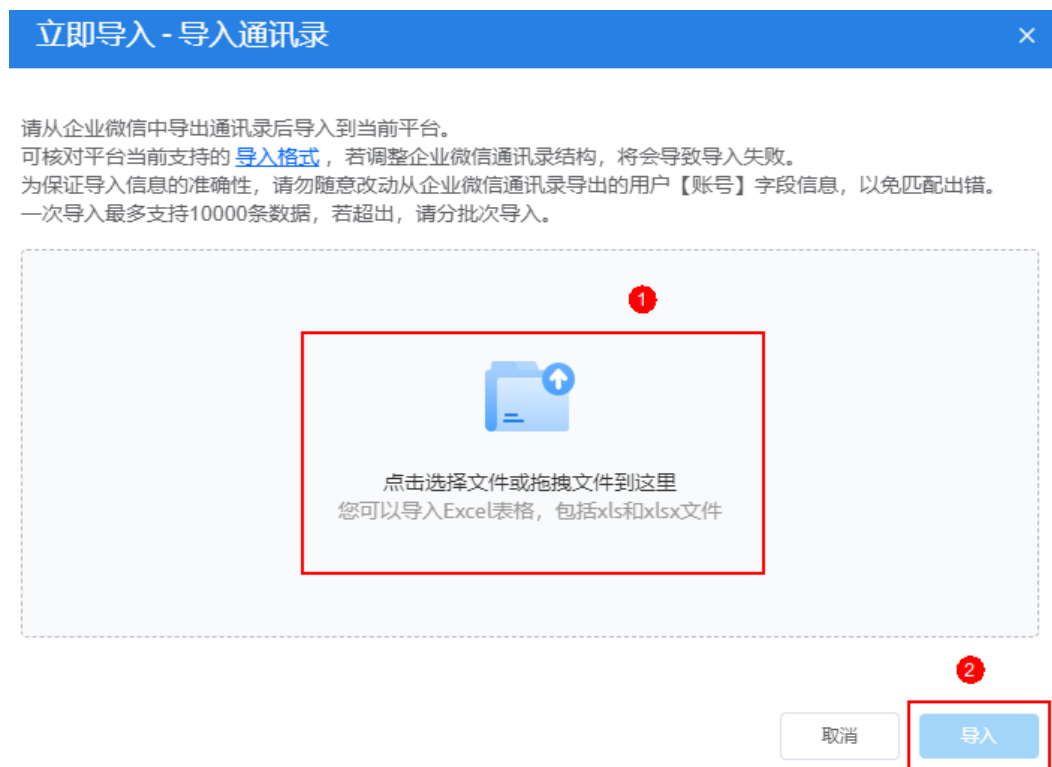 立即导入 - 导入通讯录
请从企业微信中导出通讯录后导入到当前平台。
可核对平台当前支持的 导入格式 ，若调整企业微信通讯录结构，将会导致导入失败。
为保证导入信息的准确性，请勿随意改动从企业微信通讯录导出的用户【账号】字段信息，以免匹配出错。
一次导入最多支持10000条数据，若超出，请分批次导入。
1
点击选择文件或拖拽文件到这里
您可以导入Excel表格，包括xls和xlsx文件
2
取消
导入